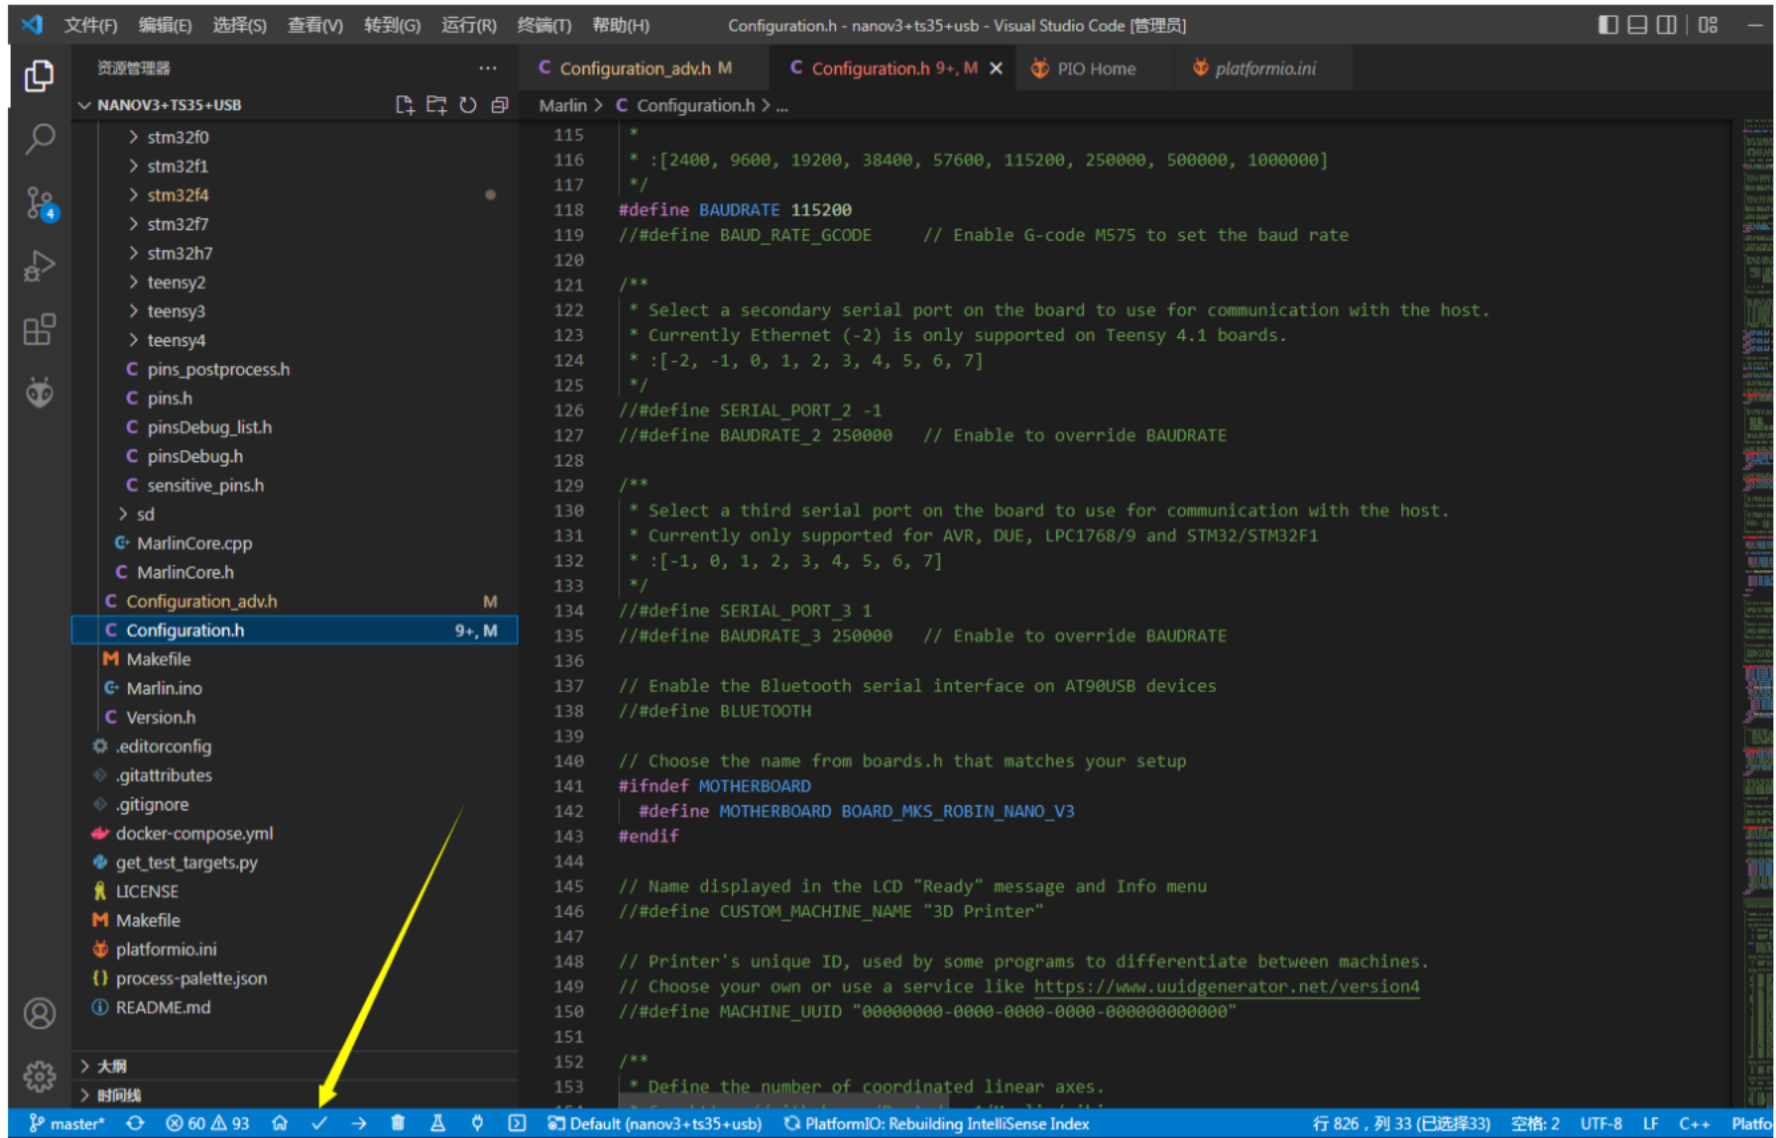 文件(F) 编辑(E) 选择(S) 查看(V) 转到(G) 运行(R) 终端(T) 帮助(H) Configuration.h - nanov3+ts35+usb - Visual Studio Code [管理员]
资源管理器 ···
Configuration_adv.h M Configuration.h 9+, M PIO Home platformio.ini
NANOV3+TS35+USB
Marlin > C Configuration.h > ...
stm32f0
stm32f1
stm32f4
stm32f7
stm32h7
teensy2
teensy3
teensy4
C pins_postprocess.h
C pins.h
C pinsDebug_list.h
C pinsDebug.h
C sensitive_pins.h
sd
MarlinCore.cpp
C MarlinCore.h
C Configuration_adv.h M
C Configuration.h 9+, M
M Makefile
Marlin.ino
C Version.h
.editorconfig
.gitattributes
.gitignore
docker-compose.yml
get_test_targets.py
LICENSE
M Makefile
platformio.ini
{} process-palette.json
README.md
大纲
时间线
115 *
116 * :[2400, 9600, 19200, 38400, 57600, 115200, 250000, 500000, 1000000]
117 */
118 #define BAUDRATE 115200
119 //#define BAUD_RATE_GCODE // Enable G-code M575 to set the baud rate
120
121 /**
122 * Select a secondary serial port on the board to use for communication with the host.
123 * Currently Ethernet (-2) is only supported on Teensy 4.1 boards.
124 * :[-2, -1, 0, 1, 2, 3, 4, 5, 6, 7]
125 */
126 //#define SERIAL_PORT_2 -1
127 //#define BAUDRATE_2 250000 // Enable to override BAUDRATE
128
129 /**
130 * Select a third serial port on the board to use for communication with the host.
131 * Currently only supported for AVR, DUE, LPC1768/9 and STM32/STM32F1
132 * :[-1, 0, 1, 2, 3, 4, 5, 6, 7]
133 */
134 //#define SERIAL_PORT_3 1
135 //#define BAUDRATE_3 250000 // Enable to override BAUDRATE
136
137 // Enable the Bluetooth serial interface on AT90USB devices
138 //#define BLUETOOTH
139
140 // Choose the name from boards.h that matches your setup
141 #ifndef MOTHERBOARD
142 #define MOTHERBOARD BOARD_MKS_ROBIN_NANO_V3
143 #endif
144
145 // Name displayed in the LCD "Ready" message and Info menu
146 //#define CUSTOM_MACHINE_NAME "3D Printer"
147
148 // Printer's unique ID, used by some programs to differentiate between machines.
149 // Choose your own or use a service like https://www.uuidgenerator.net/version4
150 //#define MACHINE_UUID "00000000-0000-0000-0000-000000000000"
151
152 /**
153 * Define the number of coordinated linear axes.
4
master* 60 93 Default (nanov3+ts35+usb) PlatformIO: Rebuilding IntelliSense Index 行 826，列 33 (已选择33) 空格: 2 UTF-8 LF C++ Platfo